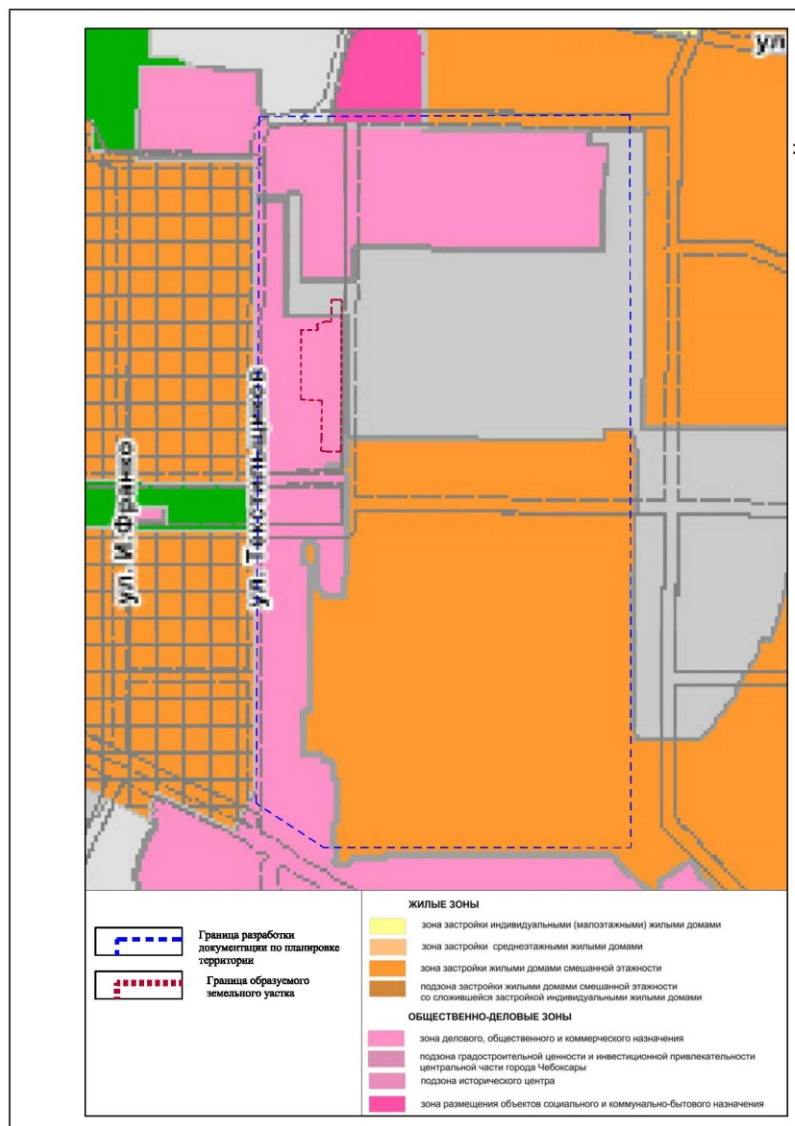 ул
ул. И.Франко
ул. Текстильщиков
Граница разработки
документации по планировке
территории
Граница образуемого
земельного уастка
ЖИЛЫЕ ЗОНЫ
зона застройки индивидуальными (малоэтажными) жилыми домами
зона застройки среднеэтажными жилыми домами
зона застройки жилыми домами смешанной этажности
подзона застройки жилыми домами смешанной этажности
со сложившейся застройкой индивидуальными жилыми домами
ОБЩЕСТВЕННО-ДЕЛОВЫЕ ЗОНЫ
зона делового, общественного и коммерческого назначения
подзона градостроительной ценности и инвестиционной привлекательности
центральной части города Чебоксары
подзона исторического центра
зона размещения объектов социального и коммунально-бытового назначения